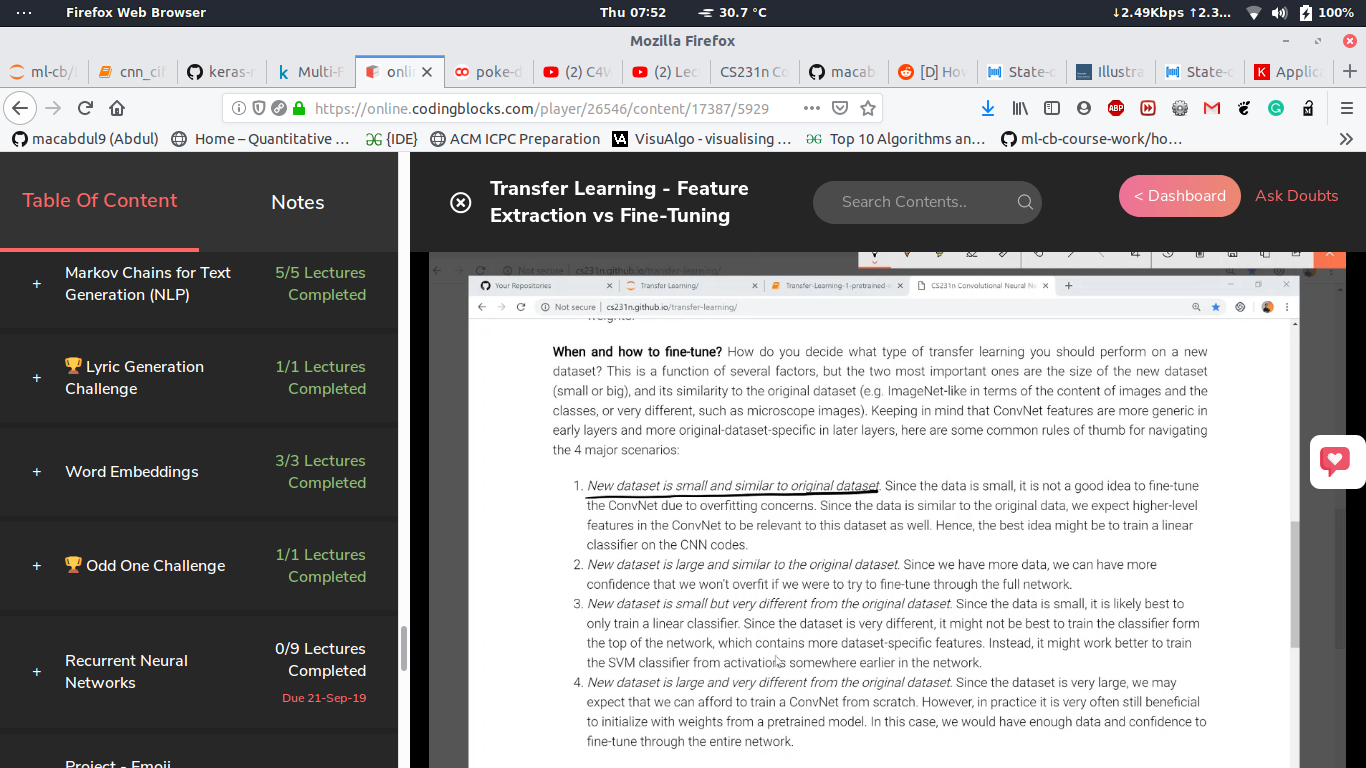 Firefox Web Browser
Thu 07:52
30.7 °C
↓2.49Kbps ↑2.3...
100%
Mozilla Firefox
ml-cb/
cnn_cif
keras-r
Multi-F
onlin
poke-d
(2) C4W
(2) Lec
CS231n Co
macab
[D] How
State-o
Illustra
State-o
Applic
https://online.codingblocks.com/player/26546/content/17387/5929
macabdul9 (Abdul)
Home – Quantitative ...
{IDE}
ACM ICPC Preparation
VisuAlgo - visualising ...
Top 10 Algorithms an...
ml-cb-course-work/ho...
Table Of Content
Notes
Transfer Learning - Feature
Extraction vs Fine-Tuning
Search Contents..
< Dashboard
Ask Doubts
+ Markov Chains for Text
Generation (NLP)
5/5 Lectures
Completed
+ Lyric Generation
Challenge
1/1 Lectures
Completed
+ Word Embeddings
3/3 Lectures
Completed
+ Odd One Challenge
1/1 Lectures
Completed
+ Recurrent Neural
Networks
0/9 Lectures
Completed
Due 21-Sep-19
Project - Emoji
Not secure | cs231n.github.io/transfer-learning/
Your Repositories
Transfer Learning/
Transfer-Learning-1-pretrained-
CS231n Convolutional Neural N
Not secure | cs231n.github.io/transfer-learning/
When and how to fine-tune? How do you decide what type of transfer learning you should perform on a new
dataset? This is a function of several factors, but the two most important ones are the size of the new dataset
(small or big), and its similarity to the original dataset (e.g. ImageNet-like in terms of the content of images and the
classes, or very different, such as microscope images). Keeping in mind that ConvNet features are more generic in
early layers and more original-dataset-specific in later layers, here are some common rules of thumb for navigating
the 4 major scenarios:
1. New dataset is small and similar to original dataset. Since the data is small, it is not a good idea to fine-tune
the ConvNet due to overfitting concerns. Since the data is similar to the original data, we expect higher-level
features in the ConvNet to be relevant to this dataset as well. Hence, the best idea might be to train a linear
classifier on the CNN codes.
2. New dataset is large and similar to the original dataset. Since we have more data, we can have more
confidence that we won't overfit if we were to try to fine-tune through the full network.
3. New dataset is small but very different from the original dataset. Since the data is small, it is likely best to
only train a linear classifier. Since the dataset is very different, it might not be best to train the classifier form
the top of the network, which contains more dataset-specific features. Instead, it might work better to train
the SVM classifier from activations somewhere earlier in the network.
4. New dataset is large and very different from the original dataset. Since the dataset is very large, we may
expect that we can afford to train a ConvNet from scratch. However, in practice it is very often still beneficial
to initialize with weights from a pretrained model. In this case, we would have enough data and confidence to
fine-tune through the entire network.